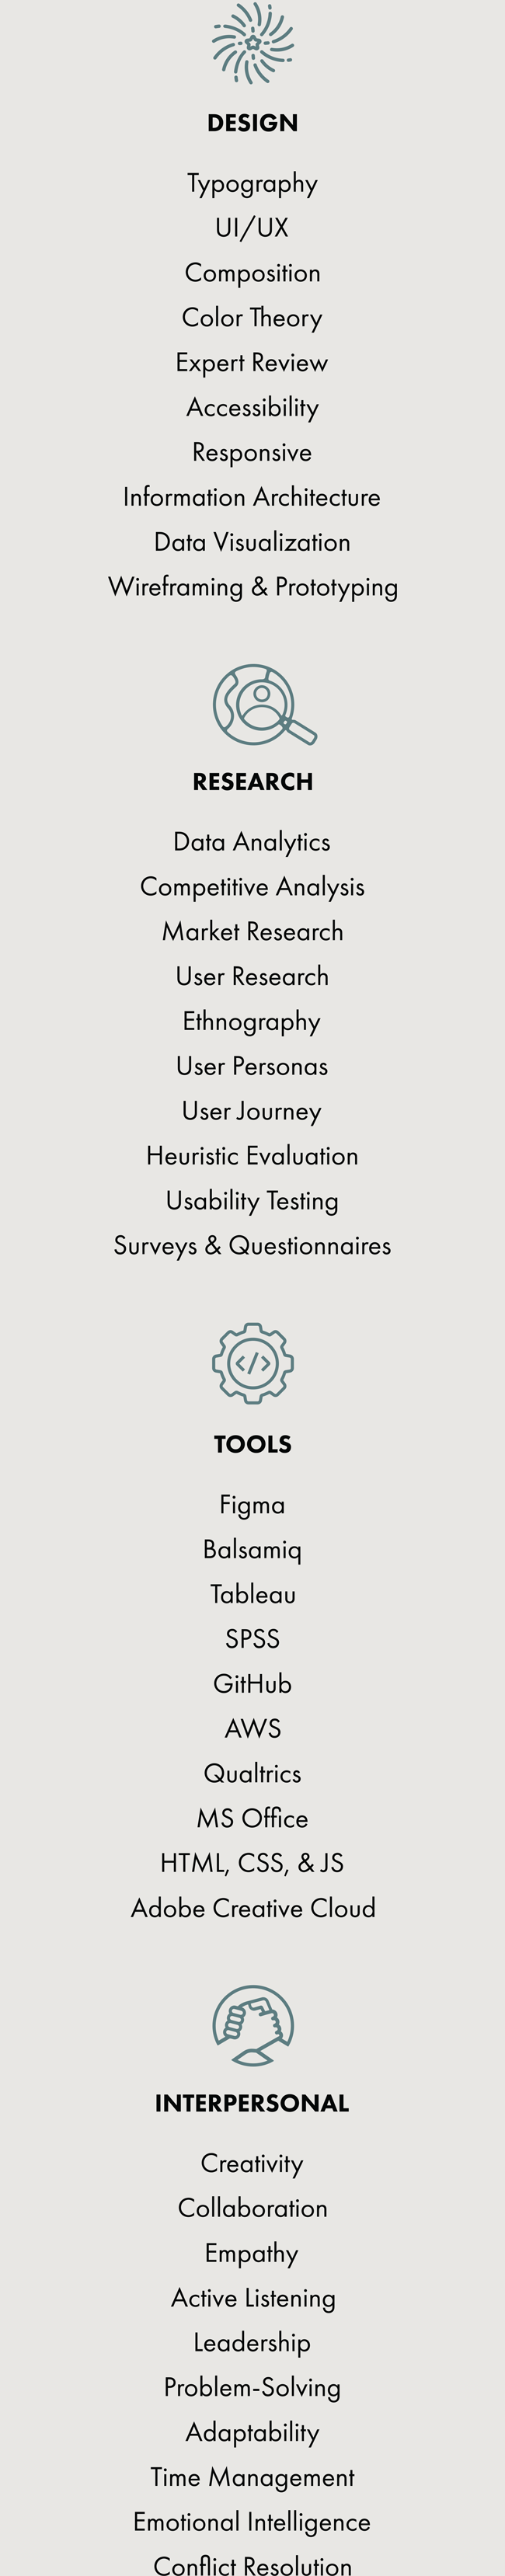 DESIGN
Typography
UI/UX
Composition
Color Theory
Expert Review
Accessibility
Responsive
Information Architecture
Data Visualization
Wireframing & Prototyping
RESEARCH
Data Analytics
Competitive Analysis
Market Research
User Research
Ethnography
User Personas
User Journey
Heuristic Evaluation
Usability Testing
Surveys & Questionnaires
TOOLS
Figma
Balsamiq
Tableau
SPSS
GitHub
AWS
Qualtrics
MS Office
HTML, CSS, & JS
Adobe Creative Cloud
INTERPERSONAL
Creativity
Collaboration
Empathy
Active Listening
Leadership
Problem-Solving
Adaptability
Time Management
Emotional Intelligence
Conflict Resolution